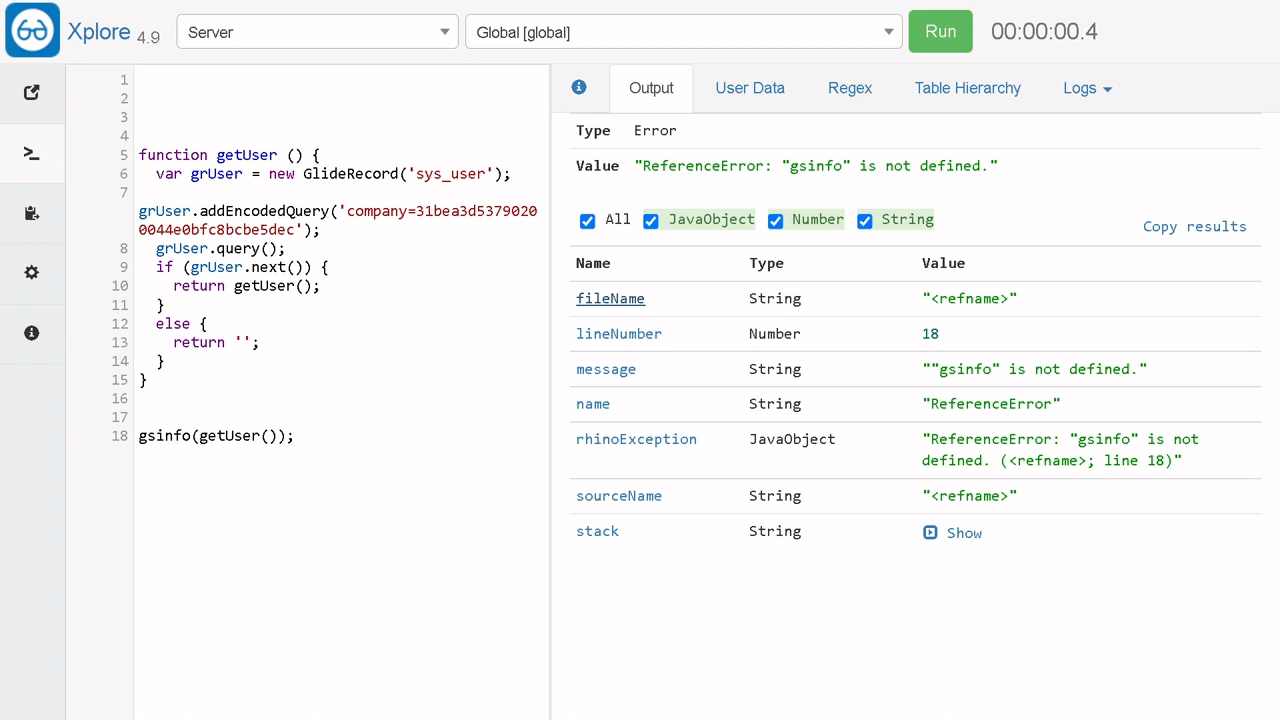 Xplore 4.9
Server
Global [global]
Run
00:00:00.4
1
2
3
4
5 function getUser () {
6 var grUser = new GlideRecord('sys_user');
7
grUser.addEncodedQuery('company=31bea3d5379020
0044e0bfc8bcbe5dec');
8 grUser.query();
9 if (grUser.next()) {
10 return getUser();
11 }
12 else {
13 return '';
14 }
15 }
16
17
18 gsinfo(getUser());
Output
User Data
Regex
Table Hierarchy
Logs
Type Error
Value "ReferenceError: "gsinfo" is not defined."
All JavaObject Number String
Copy results
Name Type Value
fileName String "<refname>"
lineNumber Number 18
message String ""gsinfo" is not defined."
name String "ReferenceError"
rhinoException JavaObject "ReferenceError: "gsinfo" is not
defined. (<refname>; line 18)"
sourceName String "<refname>"
stack String Show